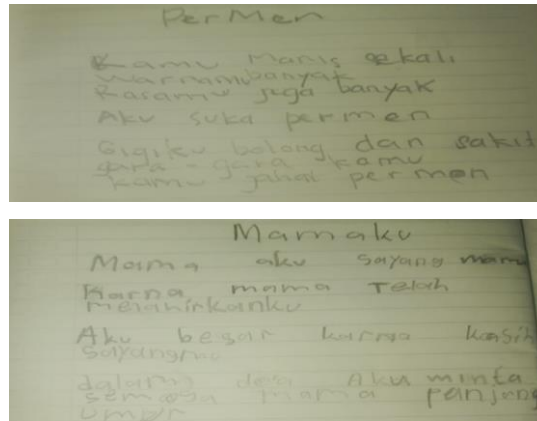 Permen
Kamu Manis sekali
warnamu banyak
Rasamu juga banyak
Aku suka permen
Gigiku bolong dan sakit
gara-gara kamu
kamu jahat permen
Mamaku
Mama aku sayang mama
Karna mama Telah
melahirkanku
Aku besar karna kasih
sayangmu
dalam doa Aku minta
semoga mama panjang
umur